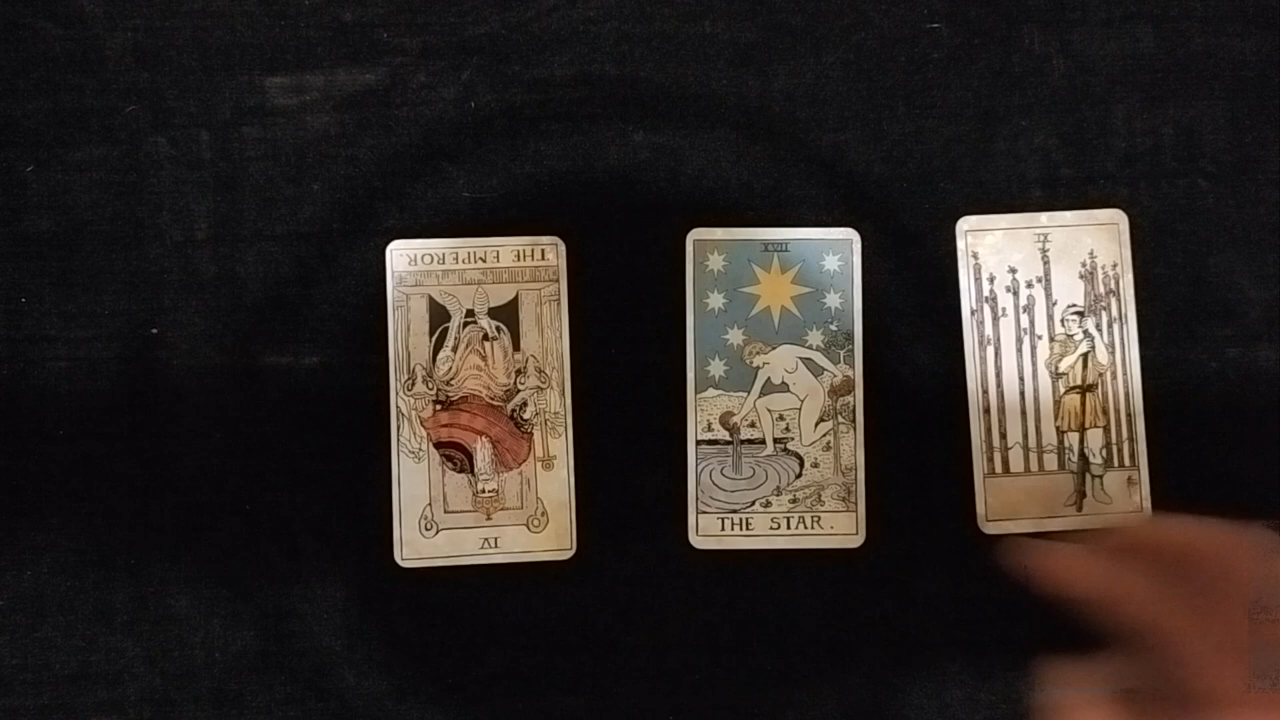 THE EMPEROR.
IV
XVII
THE STAR.
IX